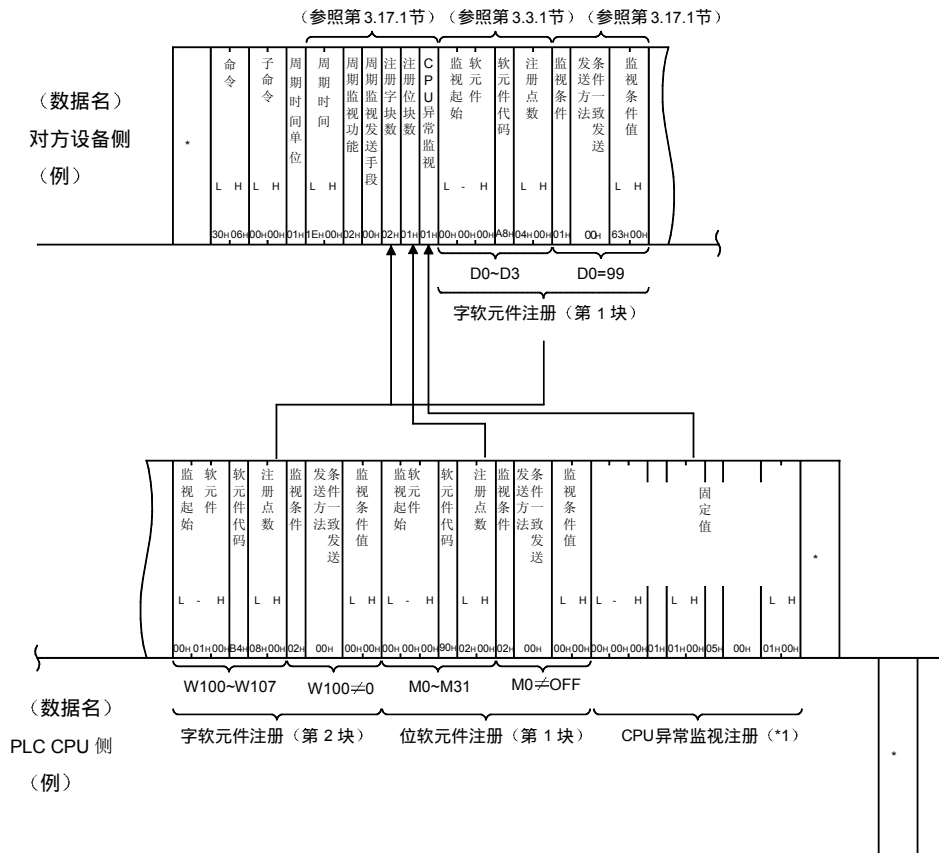 （参照第3.17.1节）（参照第3.3.1节）（参照第3.17.1节）
（数据名）
对方设备侧
（例）
*
命令
子命令
周期时间单位
周期时间
周期监视功能
周期监视发送手段
注册字块数
注册位块数
CPU异常监视
监视起始
软元件
软元件代码
注册点数
监视条件
条件一致发送
发送方法
监视条件值
L H L H L H L - H L H L H
30H 06H 00H 00H 01H 1EH 00H 02H 00H 02H 01H 01H 00H 00H 00H A8H 04H 00H 01H 00H 63H 00H
D0~D3 D0=99
字软元件注册（第 1 块）
监视起始
软元件
软元件代码
注册点数
监视条件
条件一致发送
发送方法
监视条件值
监视起始
软元件
软元件代码
注册点数
监视条件
条件一致发送
发送方法
监视条件值
固定值
*
L - H L H L H L - H L H L H L - H L H L H
00H 01H 00H B4H 08H 00H 02H 00H 00H 00H 00H 00H 00H 90H 02H 00H 02H 00H 00H 00H 00H 00H 00H 01H 01H 00H 05H 00H 01H 00H
W100~W107 W100≠0 M0~M31 M0≠OFF
（数据名）
PLC CPU 侧
（例）
字软元件注册（第 2 块） 位软元件注册（第 1 块） CPU异常监视注册（*1）
*